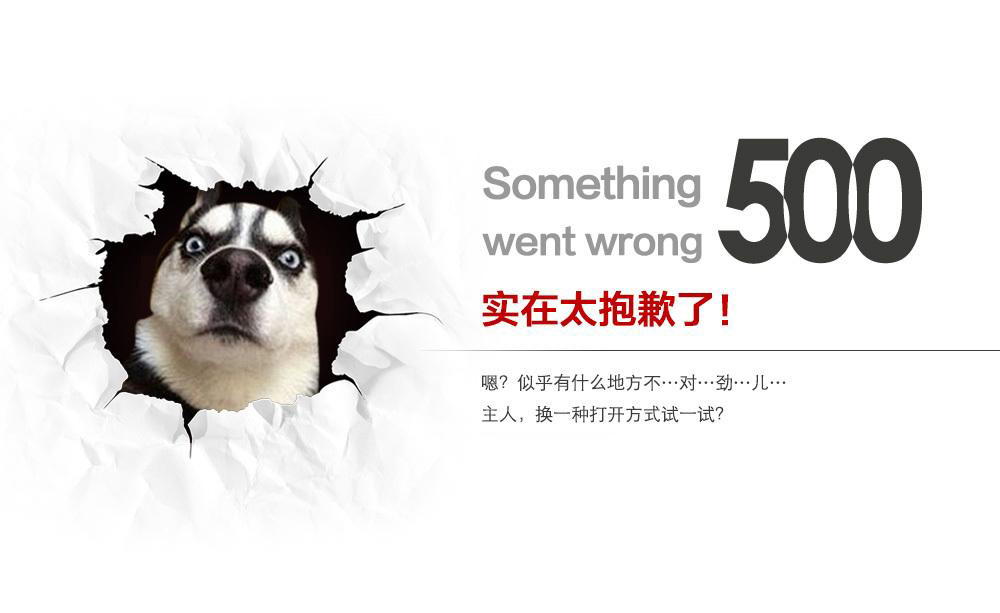 Something
went wrong
500
实在太抱歉了！
嗯？似乎有什么地方不…对…劲…儿…
主人，换一种打开方式试一试？